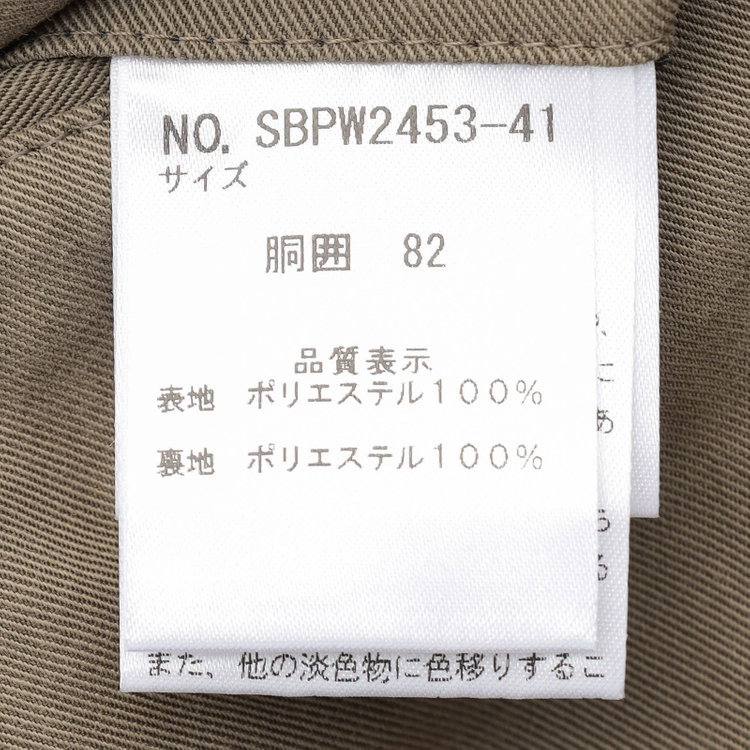 NO. SBPW2453-41
サイズ
胴囲 82
品質表示
表地 ポリエステル100%
裏地 ポリエステル100%
また、他の淡色物に色移りするこ